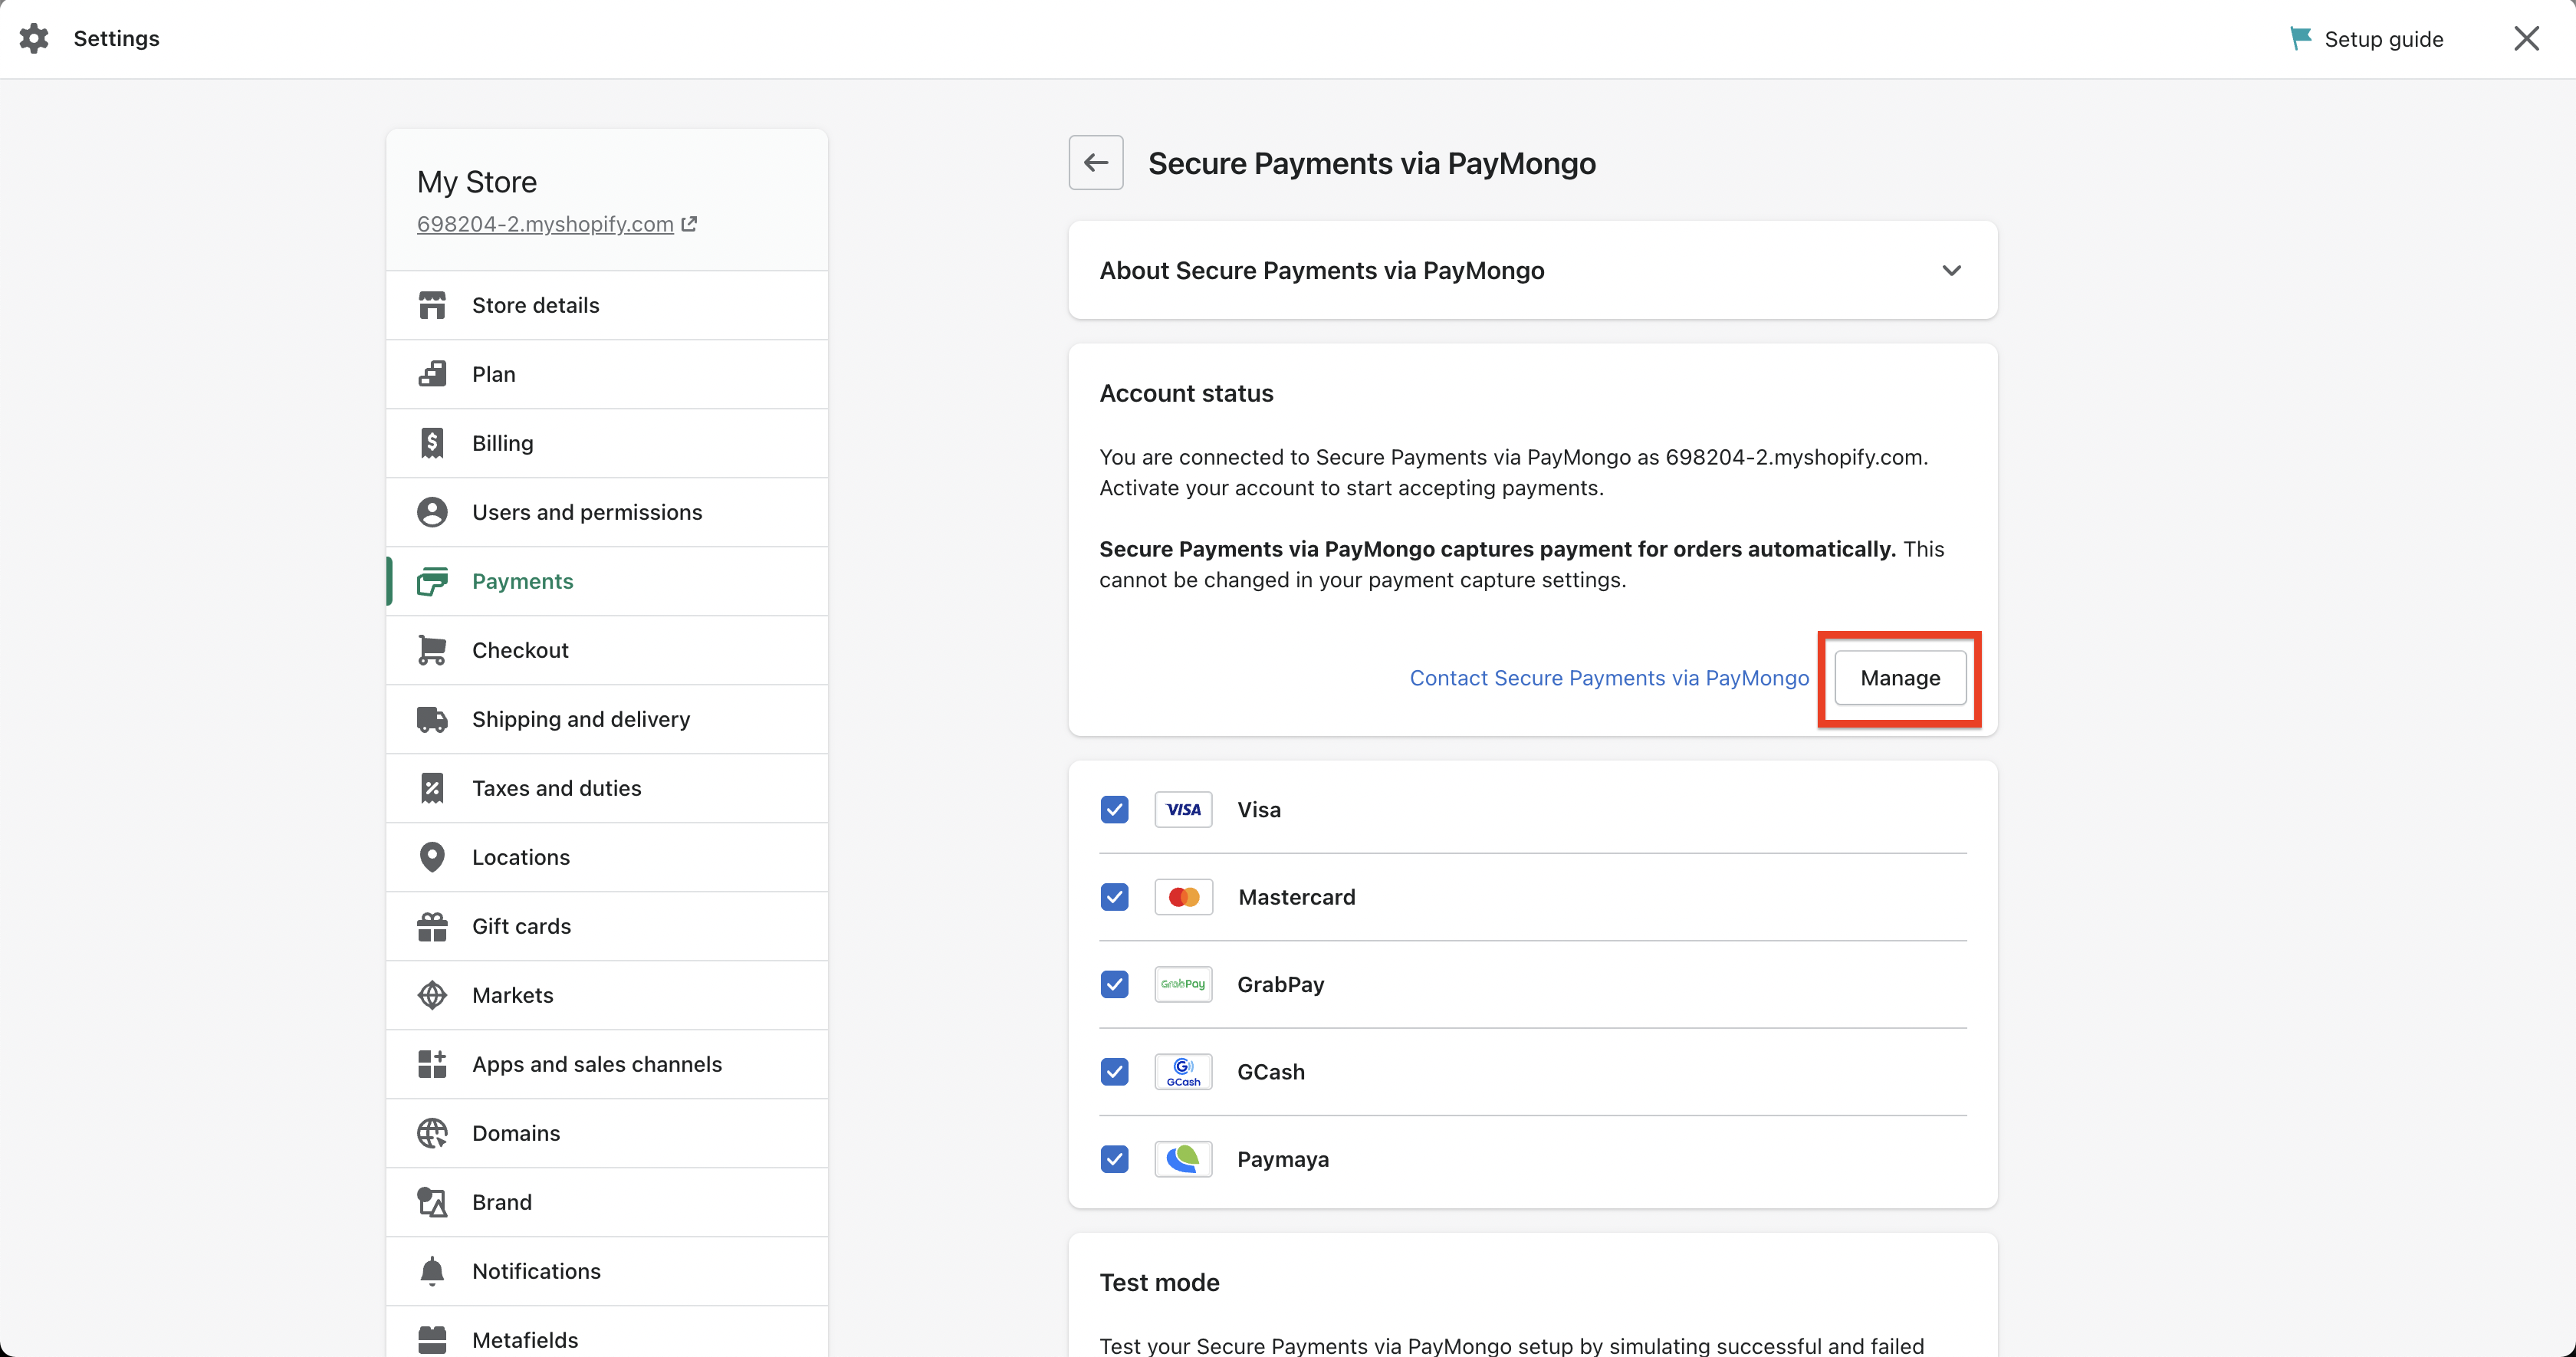 Settings
Setup guide
My Store
698204-2.myshopify.com
Store details
Plan
Billing
Users and permissions
Payments
Checkout
Shipping and delivery
Taxes and duties
Locations
Gift cards
Markets
Apps and sales channels
Domains
Brand
Notifications
Metafields
Secure Payments via PayMongo
About Secure Payments via PayMongo
Account status
You are connected to Secure Payments via PayMongo as 698204-2.myshopify.com.
Activate your account to start accepting payments.
Secure Payments via PayMongo captures payment for orders automatically. This
cannot be changed in your payment capture settings.
Contact Secure Payments via PayMongo
Manage
VISA Visa
Mastercard
GrabPay GrabPay
GCash GCash
Paymaya
Test mode
Test your Secure Payments via PayMongo setup by simulating successful and failed